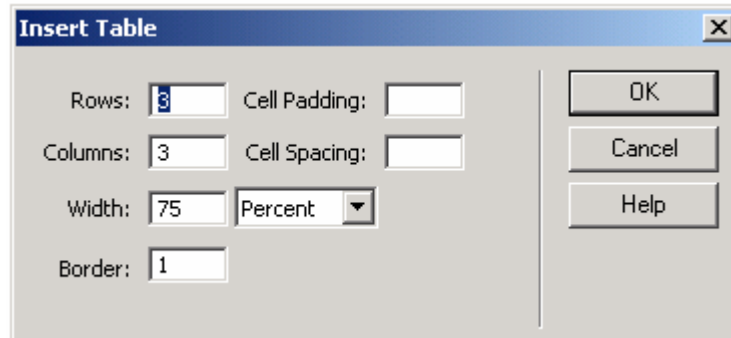 Insert Table
Rows: 3 Cell Padding: OK
Columns: 3 Cell Spacing: Cancel
Width: 75 Percent Help
Border: 1